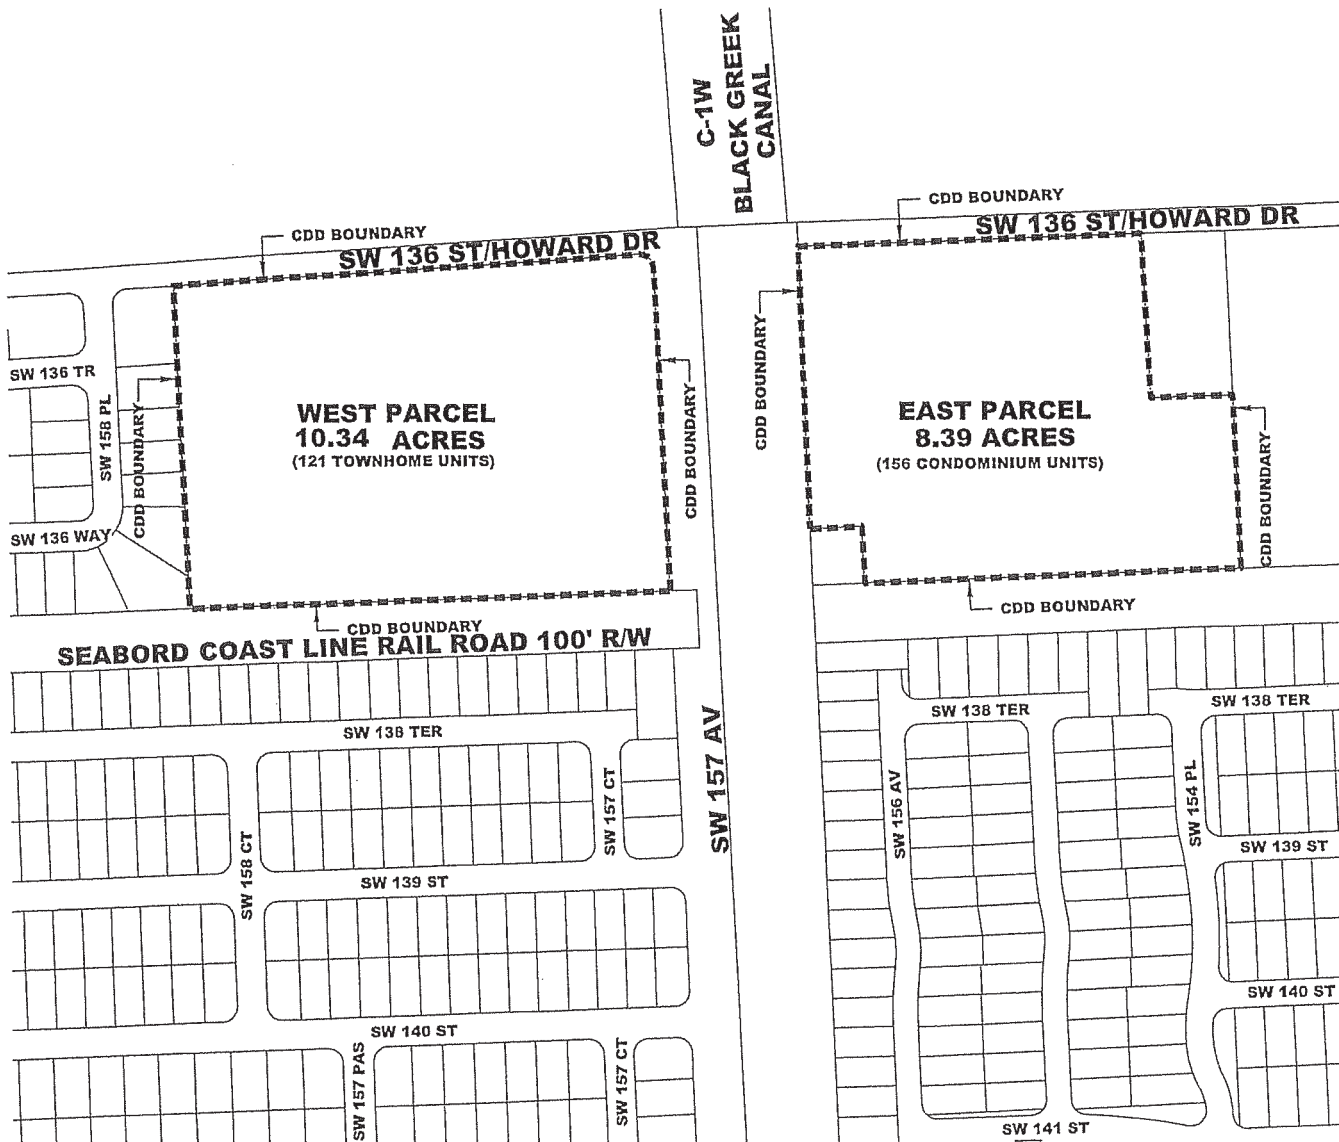 C-1W
BLACK GREEK
CANAL
CDD BOUNDARY
SW 136 ST/HOWARD DR
CDD BOUNDARY
SW 136 ST/HOWARD DR
SW 136 TR
SW 158 PL
CDD BOUNDARY
SW 136 WAY
WEST PARCEL
10.34 ACRES
(121 TOWNHOME UNITS)
CDD BOUNDARY
CDD BOUNDARY
EAST PARCEL
8.39 ACRES
(156 CONDOMINIUM UNITS)
CDD BOUNDARY
CDD BOUNDARY
CDD BOUNDARY
SEABORD COAST LINE RAIL ROAD 100' R/W
SW 138 TER
SW 157 CT
SW 157 AV
SW 138 TER
SW 138 TER
SW 156 AV
SW 154 PL
SW 158 CT
SW 139 ST
SW 139 ST
SW 140 ST
SW 140 ST
SW 157 PAS
SW 157 CT
SW 141 ST